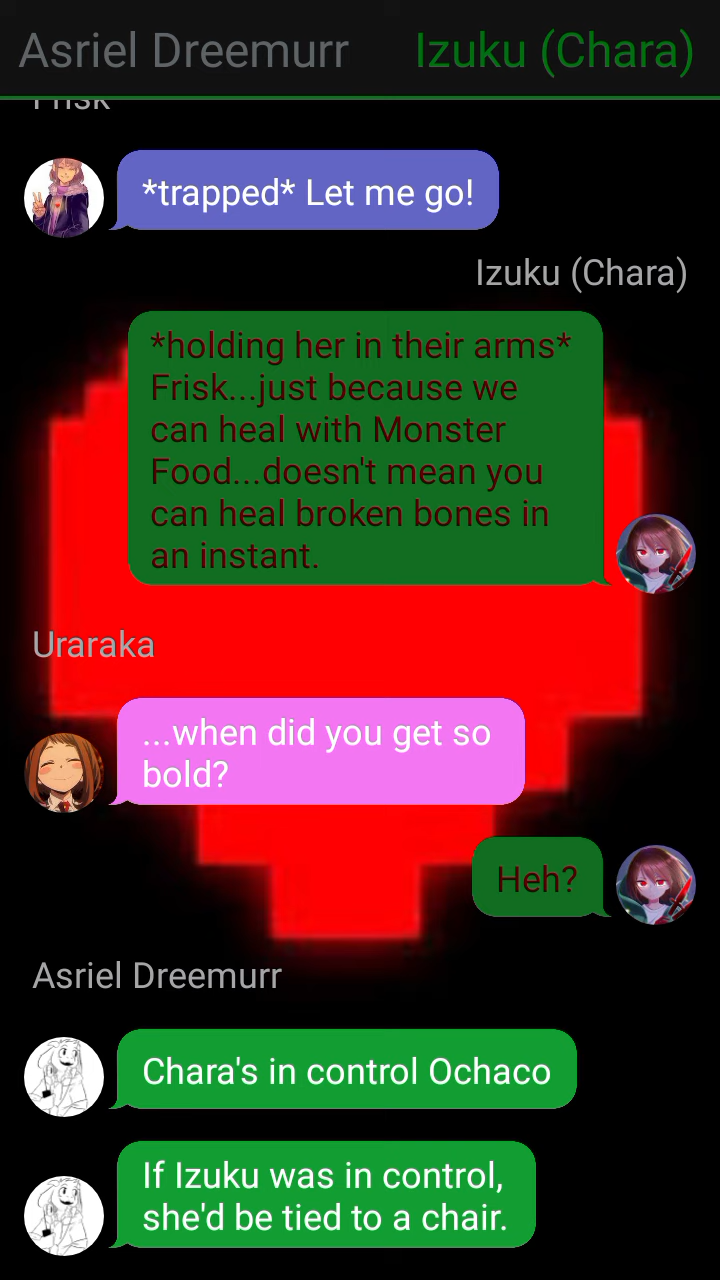 Asriel Dreemurr Izuku (Chara)
Frisk
*trapped* Let me go!
Izuku (Chara)
*holding her in their arms*
Frisk...just because we
can heal with Monster
Food...doesn't mean you
can heal broken bones in
an instant.
Uraraka
...when did you get so
bold?
Heh?
Asriel Dreemurr
Chara's in control Ochaco
If Izuku was in control,
she'd be tied to a chair.